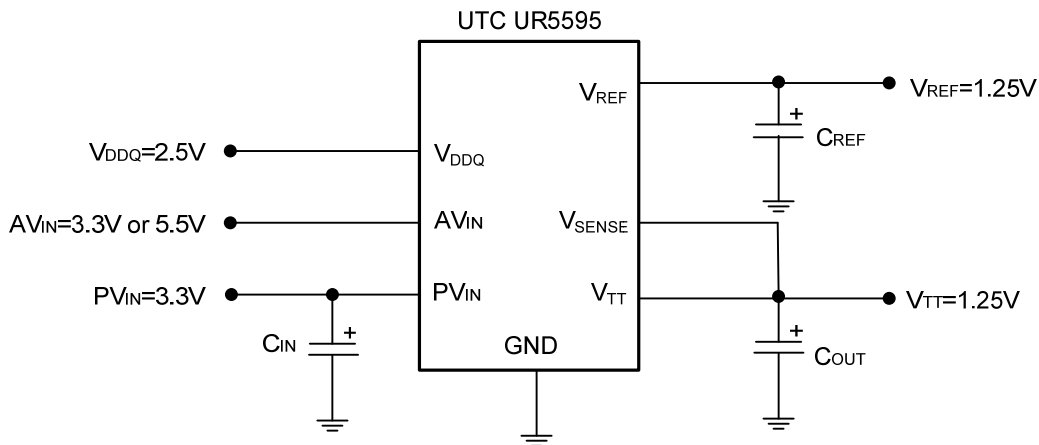 UTC UR5595
VREF
VREF=1.25V
+
CREF
VDDQ=2.5V
VDDQ
AVIN=3.3V or 5.5V
AVIN
VSENSE
PVIN=3.3V
PVIN
VTT
VTT=1.25V
+
CIN
GND
+
COUT